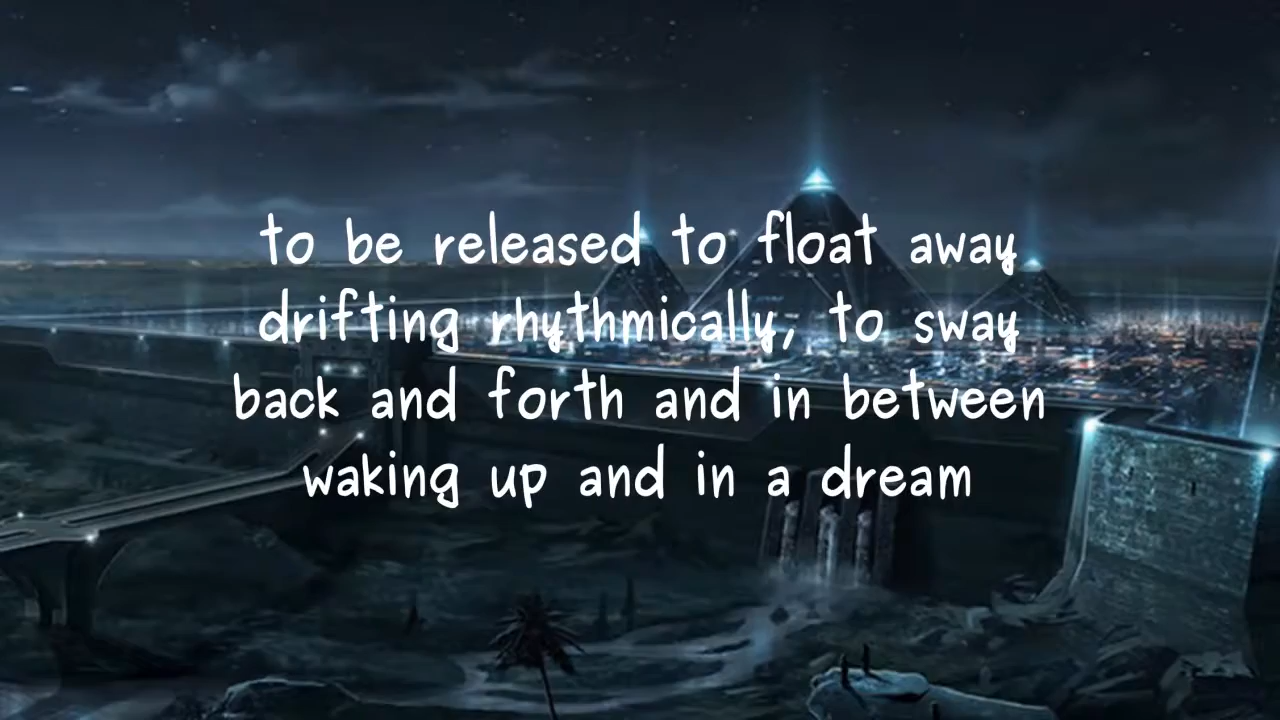 to be released to float away
drifting rhythmically, to sway
back and forth and in between
waking up and in a dream